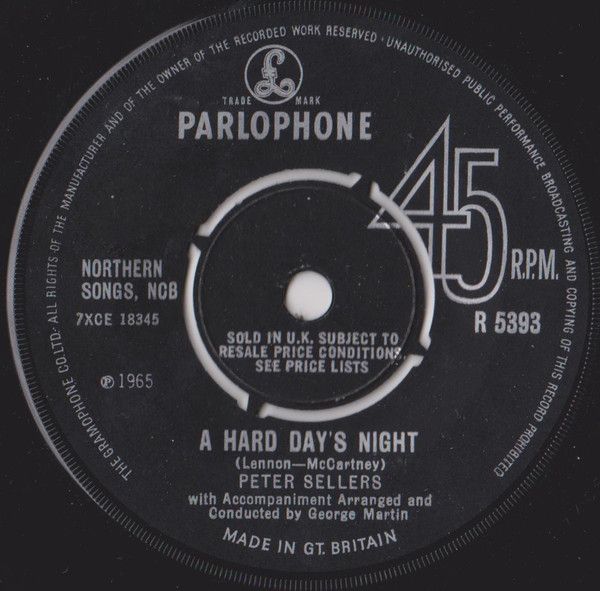 THE GRAMOPHONE CO. LTD. ALL RIGHTS OF THE MANUFACTURER AND OF THE OWNER OF THE RECORDED WORK RESERVED · UNAUTHORISED PUBLIC PERFORMANCE BROADCASTING AND COPYING OF THIS RECORD PROHIBITED
£
TRADE MARK
PARLOPHONE
45
R.P.M.
NORTHERN
SONGS, NCB
7XCE 18345
R 5393
SOLD IN U.K. SUBJECT TO
RESALE PRICE CONDITIONS,
SEE PRICE LISTS
℗ 1965
A HARD DAY'S NIGHT
(Lennon—McCartney)
PETER SELLERS
with Accompaniment Arranged and
Conducted by George Martin
MADE IN GT. BRITAIN